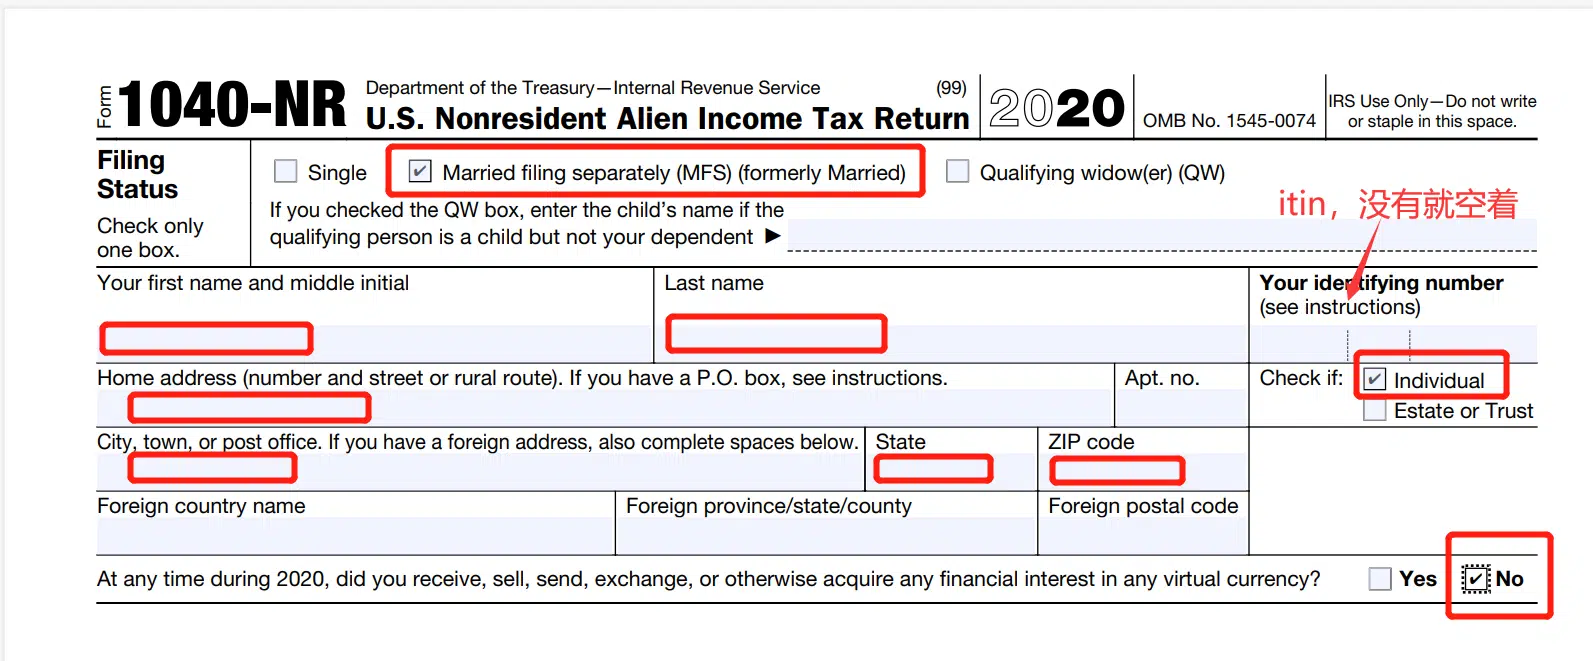 Form 1040-NR
Department of the Treasury—Internal Revenue Service (99)
U.S. Nonresident Alien Income Tax Return
2020
OMB No. 1545-0074
IRS Use Only—Do not write
or staple in this space.
Filing
Status
Check only
one box.
Single
Married filing separately (MFS) (formerly Married)
Qualifying widow(er) (QW)
If you checked the QW box, enter the child's name if the
qualifying person is a child but not your dependent ▶
itin，没有就空着
Your first name and middle initial
Last name
Your identifying number
(see instructions)
Home address (number and street or rural route). If you have a P.O. box, see instructions.
Apt. no.
Check if:
Individual
Estate or Trust
City, town, or post office. If you have a foreign address, also complete spaces below.
State
ZIP code
Foreign country name
Foreign province/state/county
Foreign postal code
At any time during 2020, did you receive, sell, send, exchange, or otherwise acquire any financial interest in any virtual currency?
Yes
No